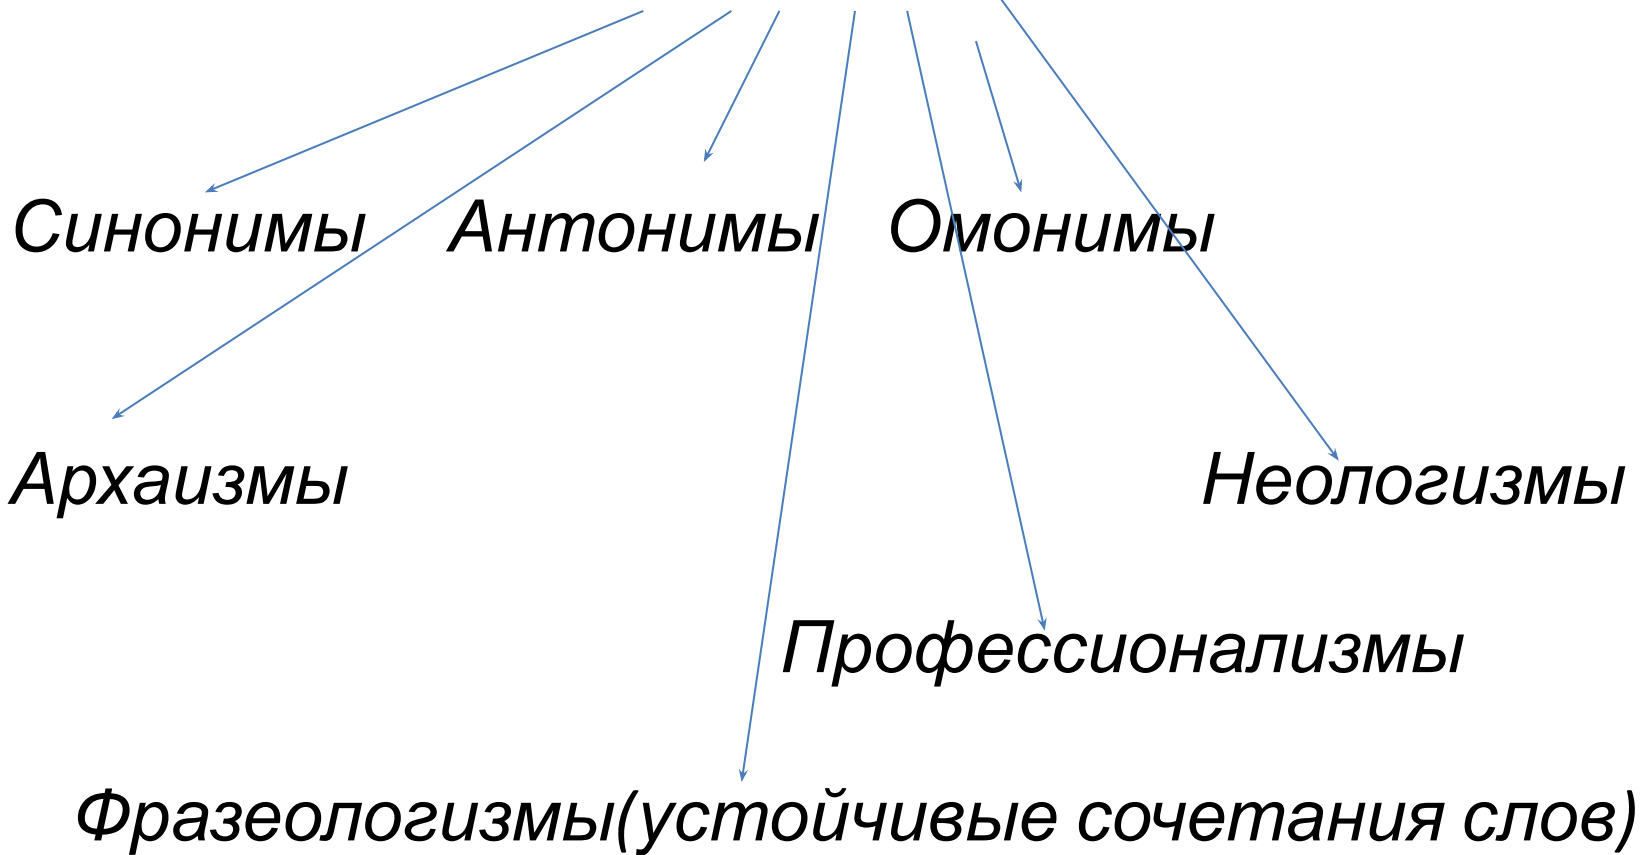 Синонимы Антонимы Омонимы
Архаизмы Неологизмы
Профессионализмы
Фразеологизмы(устойчивые сочетания слов)